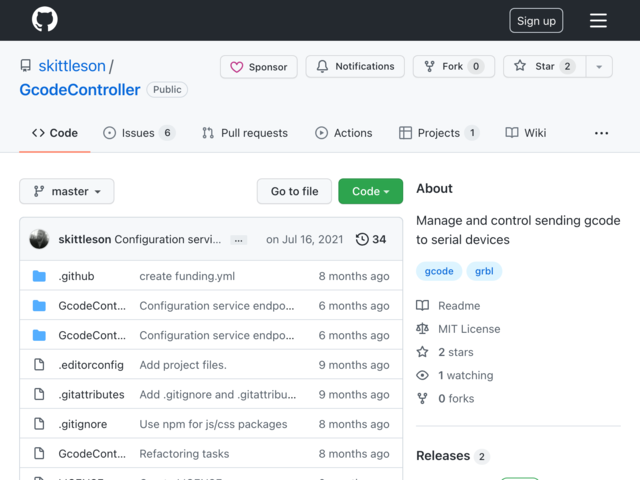 Sign up
skittleson /
GcodeController Public
Sponsor Notifications Fork 0 Star 2
Code Issues 6 Pull requests Actions Projects 1 Wiki ...
master Go to file Code
skittleson Configuration servi... ... on Jul 16, 2021 34
.github create funding.yml 8 months ago
GcodeCont... Configuration service endpo... 6 months ago
GcodeCont... Configuration service endpo... 6 months ago
.editorconfig Add project files. 9 months ago
.gitattributes Add .gitignore and .gitattribu... 9 months ago
.gitignore Use npm for js/css packages 8 months ago
GcodeCont... Refactoring tasks 8 months ago
About
Manage and control sending gcode
to serial devices
gcode grbl
Readme
MIT License
2 stars
1 watching
0 forks
Releases 2